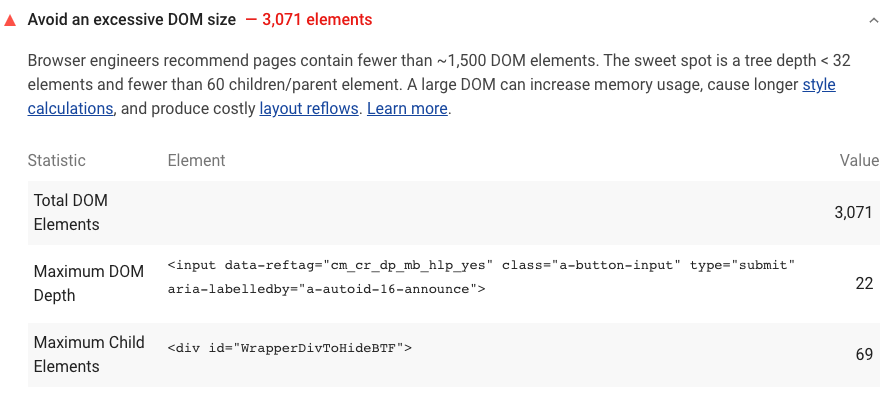 Avoid an excessive DOM size — 3,071 elements
Browser engineers recommend pages contain fewer than ~1,500 DOM elements. The sweet spot is a tree depth < 32
elements and fewer than 60 children/parent element. A large DOM can increase memory usage, cause longer style
calculations, and produce costly layout reflows. Learn more.
Statistic Element Value
Total DOM
Elements
3,071
Maximum DOM
Depth
<input data-reftag="cm_cr_dp_mb_hlp_yes" class="a-button-input" type="submit"
aria-labelledby="a-autoid-16-announce">
22
Maximum Child
Elements
<div id="WrapperDivToHideBTF">
69